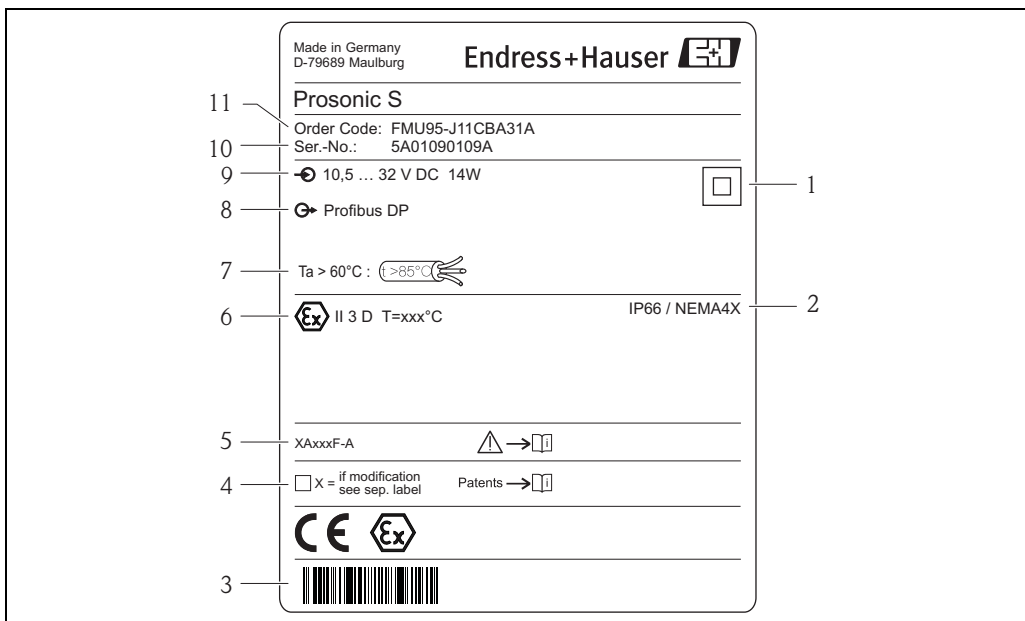 Made in Germany
D-79689 Maulburg
Endress+Hauser
Prosonic S
11
Order Code: FMU95-J11CBA31A
10
Ser.-No.: 5A01090109A
9
10,5 ... 32 V DC 14W
1
8
Profibus DP
7
Ta > 60°C : t >85°C
6
Ex II 3 D T=xxx°C
IP66 / NEMA4X
2
5
XAxxxF-A
i
4
X = if modification
see sep. label
Patents
i
CE Ex
3